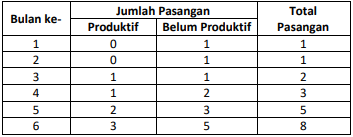 Bulan ke- Jumlah Pasangan Total Pasangan
Produktif Belum Produktif
1 0 1 1
2 0 1 1
3 1 1 2
4 1 2 3
5 2 3 5
6 3 5 8